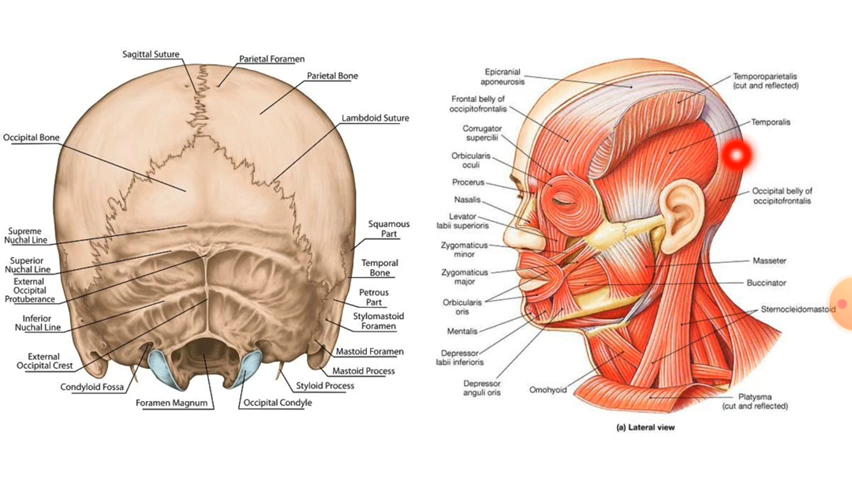 Sagittal Suture
Parietal Foramen
Parietal Bone
Lambdoid Suture
Occipital Bone
Supreme
Nuchal Line
Superior
Nuchal Line
External
Occipital
Protuberance
Inferior
Nuchal Line
External
Occipital Crest
Condyloid Fossa
Foramen Magnum
Squamous
Part
Temporal
Bone
Petrous
Part
Stylomastoid
Foramen
Mastoid Foramen
Mastoid Process
Styloid Process
Occipital Condyle
Epicranial
aponeurosis
Frontal belly of
occipitofrontalis
Corrugator
supercilii
Orbicularis
oculi
Procerus
Nasalis
Levator
labii superioris
Zygomaticus
minor
Zygomaticus
major
Orbicularis
oris
Mentalis
Depressor
labii inferioris
Depressor
anguli oris
Omohyoid
Temporoparietalis
(cut and reflected)
Temporalis
Occipital belly of
occipitofrontalis
Masseter
Buccinator
Sternocleidomastoid
Platysma
(cut and reflected)
(a) Lateral view